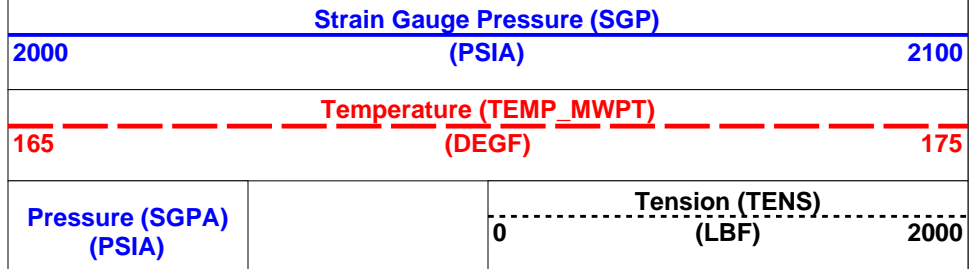 Strain Gauge Pressure (SGP)
2000 (PSIA) 2100
Temperature (TEMP_MWPT)
165 (DEGF) 175
Pressure (SGPA)
(PSIA)
Tension (TENS)
0 (LBF) 2000